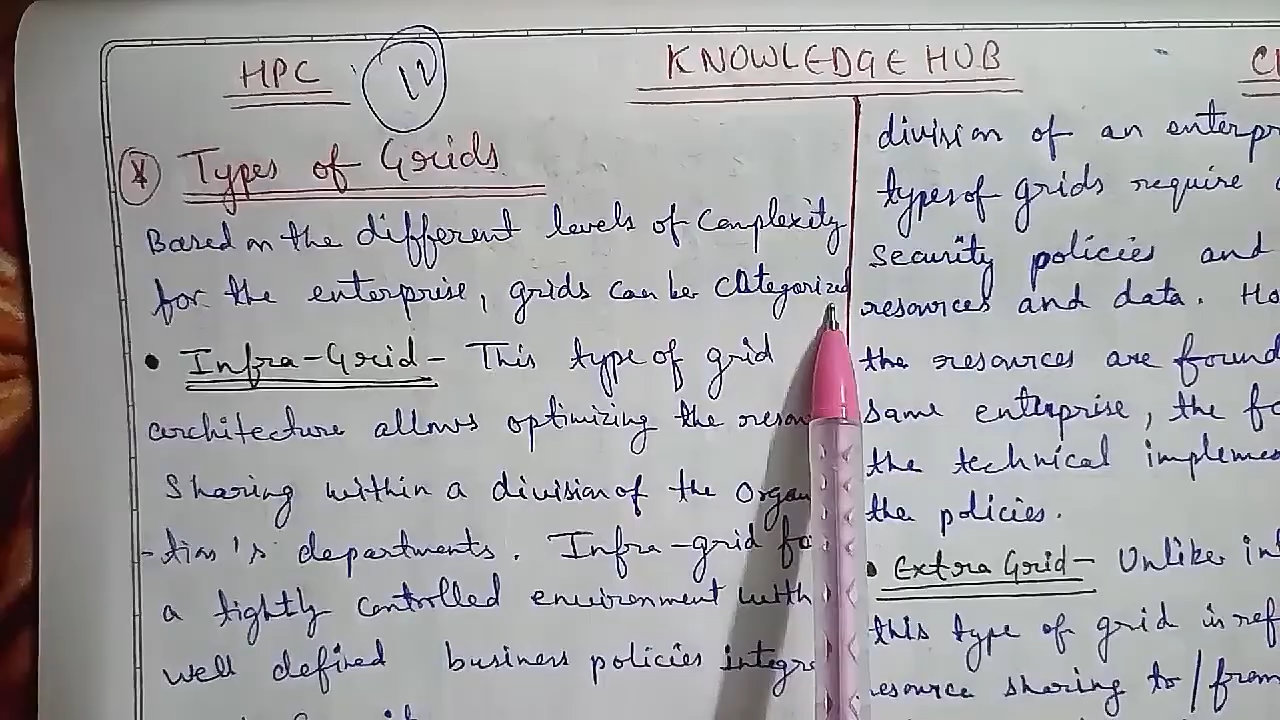 HPC
12
KNOWLEDGE HUB
Types of Grids
Based on the different levels of Complexity
for the enterprise, grids can be categorized
• Infra-Grid - This type of grid
architecture allows optimizing the
Sharing within a division of the
-tion's departments. Infra-grid
a tightly controlled environment with
well defined business policies
division of an
types of grids require
security policies and
resources and data.
the resources are found
same enterprise, the
the technical
the policies.
• Extra Grid - Unlike
this type of grid is
resource sharing to/from